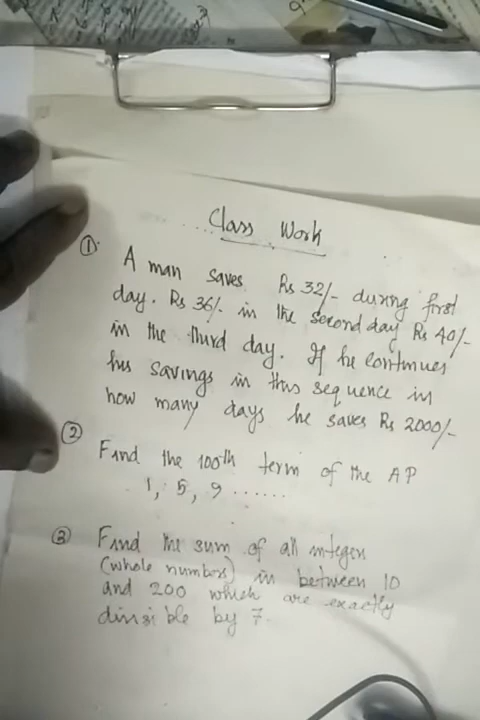 Class Work
① A man saves Rs 32/- during first
day. Rs 36/- in the second day Rs 40/-
in the third day. If he continues
his savings in this sequence in
how many days he saves Rs 2000/-
② Find the 100th term of the AP
1, 5, 9 ......
③ Find the sum of all integers
(whole numbers) in between 10
and 200 which are exactly
divisible by 7.